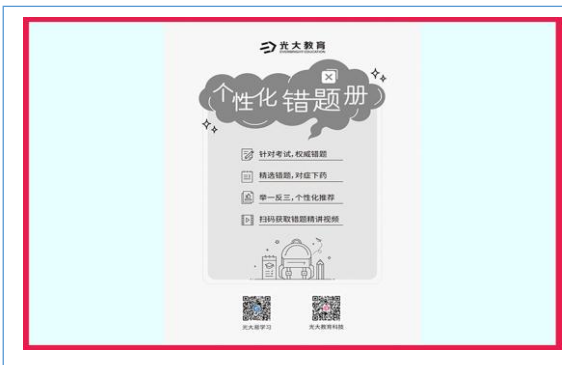 光大教育
个性化错题册
针对考试,权威错题
精选错题,对症下药
举一反三,个性化推荐
扫码获取错题精讲视频
光大易学习
光大教育科技